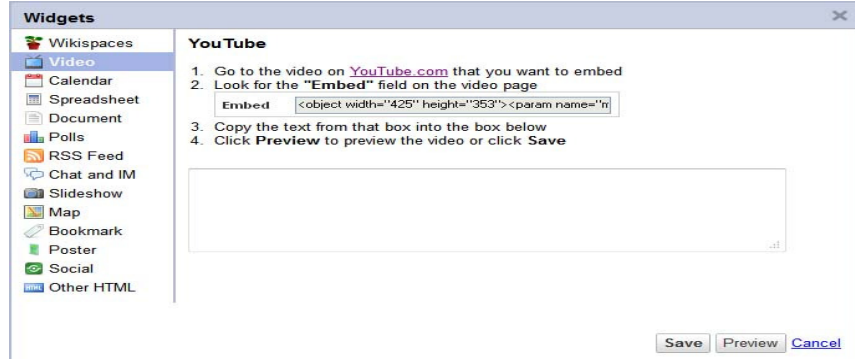 Widgets
Wikispaces
Video
Calendar
Spreadsheet
Document
Polls
RSS Feed
Chat and IM
Slideshow
Map
Bookmark
Poster
Social
Other HTML
YouTube
1. Go to the video on YouTube.com that you want to embed
2. Look for the "Embed" field on the video page
Embed <object width="425" height="353"><param name="m
3. Copy the text from that box into the box below
4. Click Preview to preview the video or click Save
Save Preview Cancel